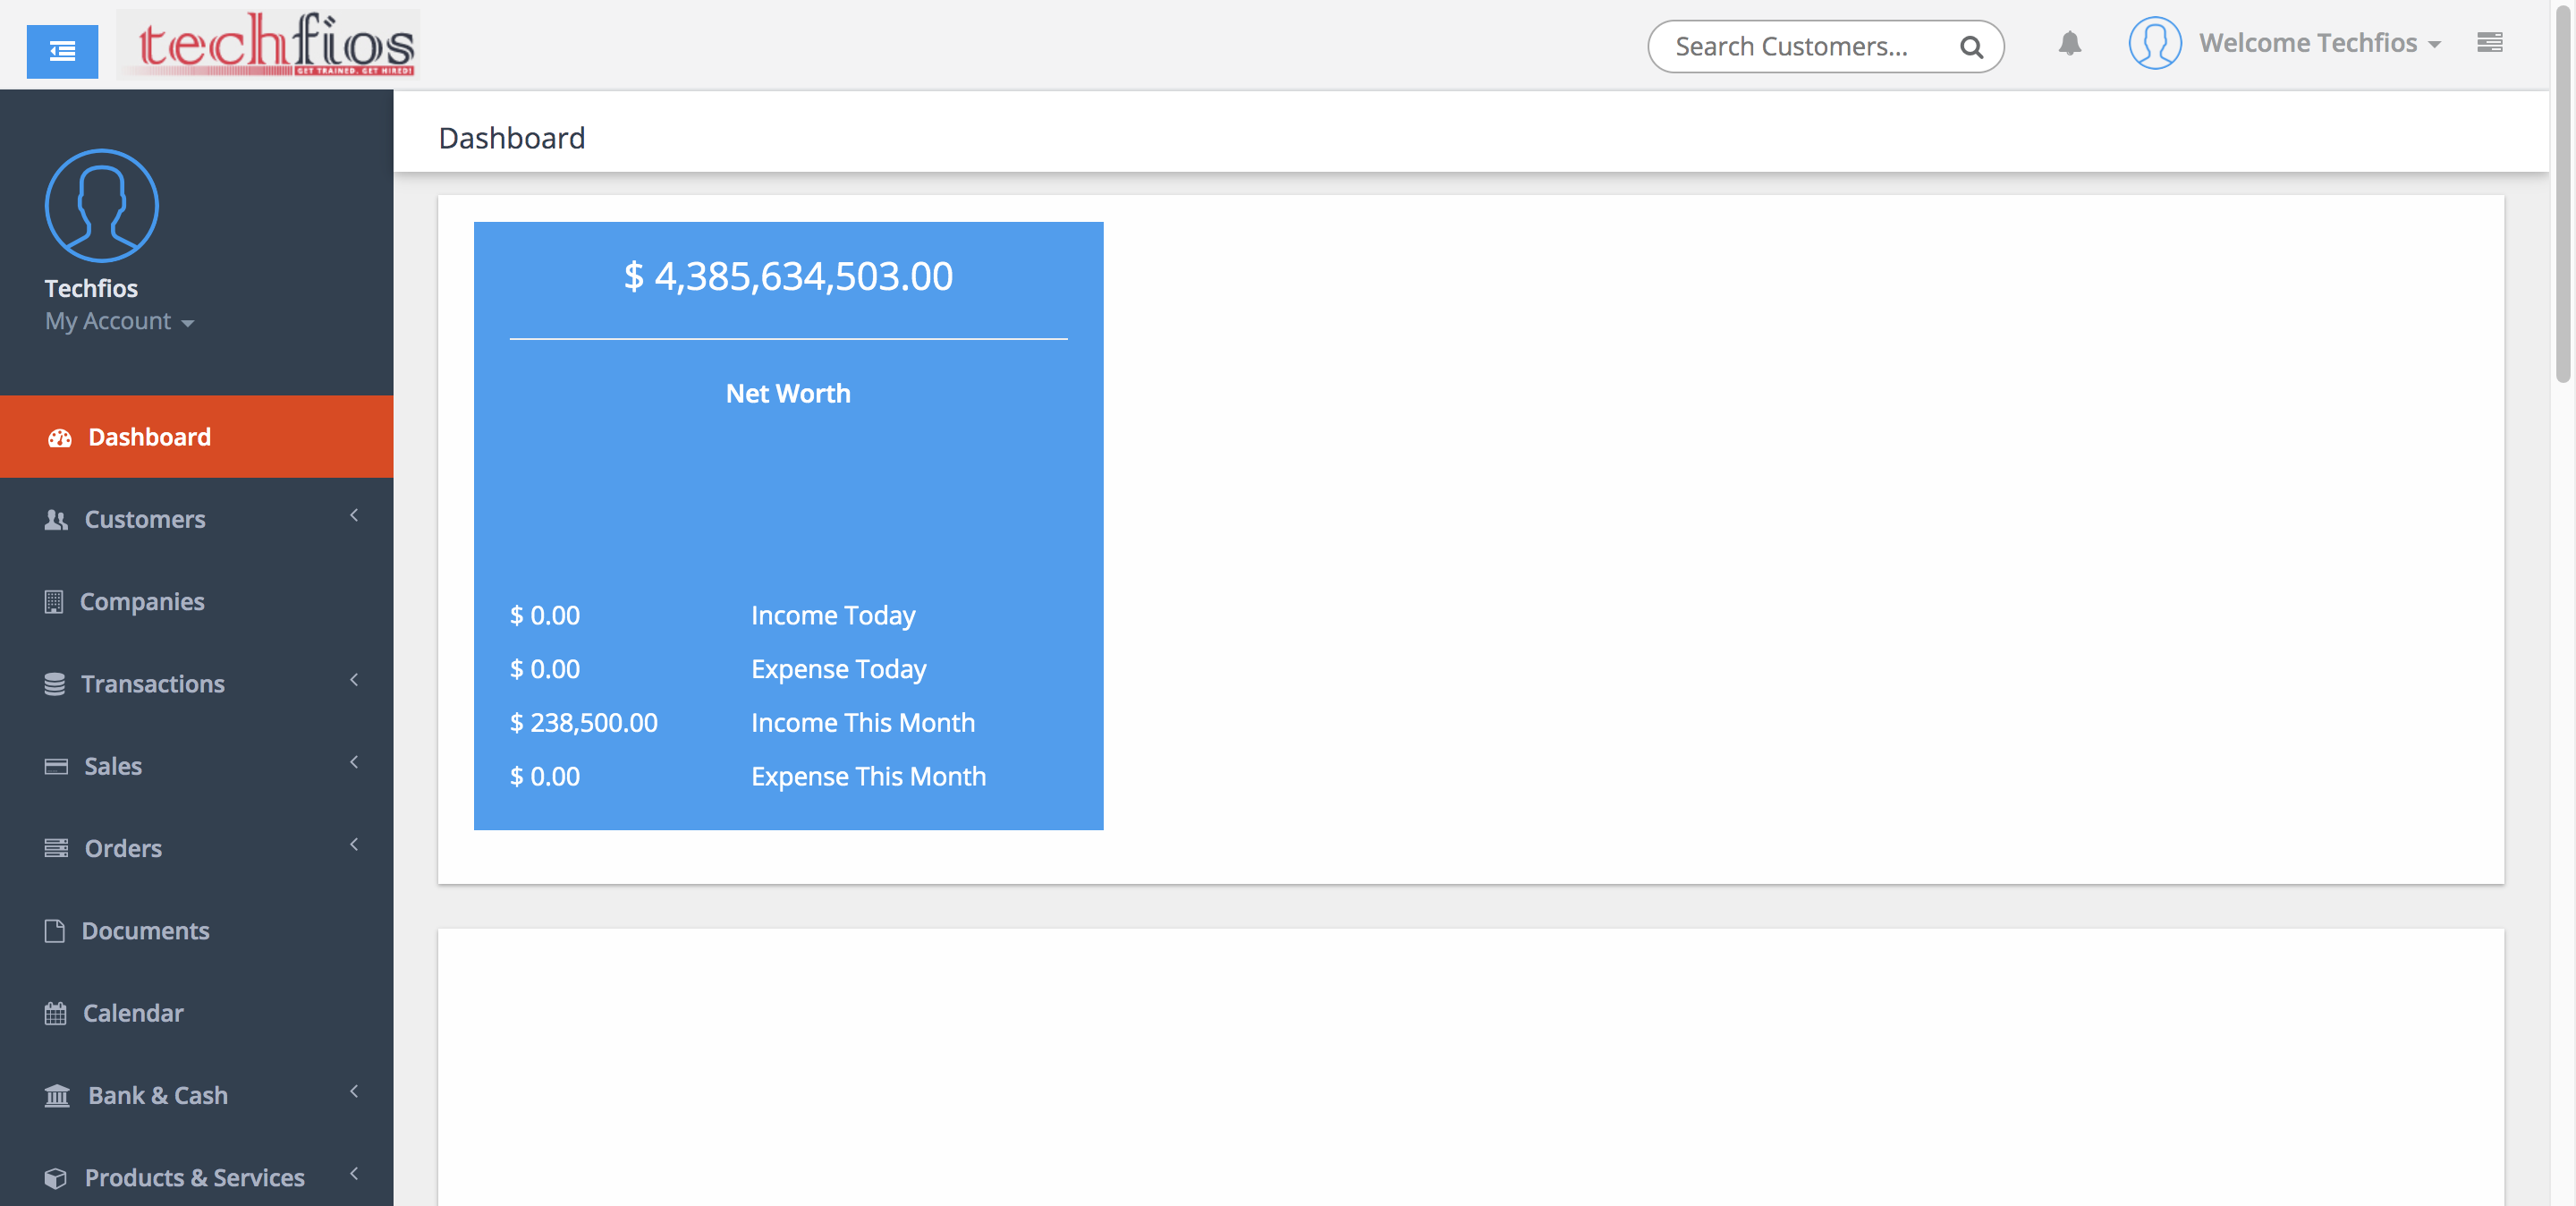 techfios
GET TRAINED. GET HIRED!
Search Customers...
Welcome Techfios
Techfios
My Account
Dashboard
Customers
Companies
Transactions
Sales
Orders
Documents
Calendar
Bank & Cash
Products & Services
Dashboard
$ 4,385,634,503.00
Net Worth
$ 0.00 Income Today
$ 0.00 Expense Today
$ 238,500.00 Income This Month
$ 0.00 Expense This Month